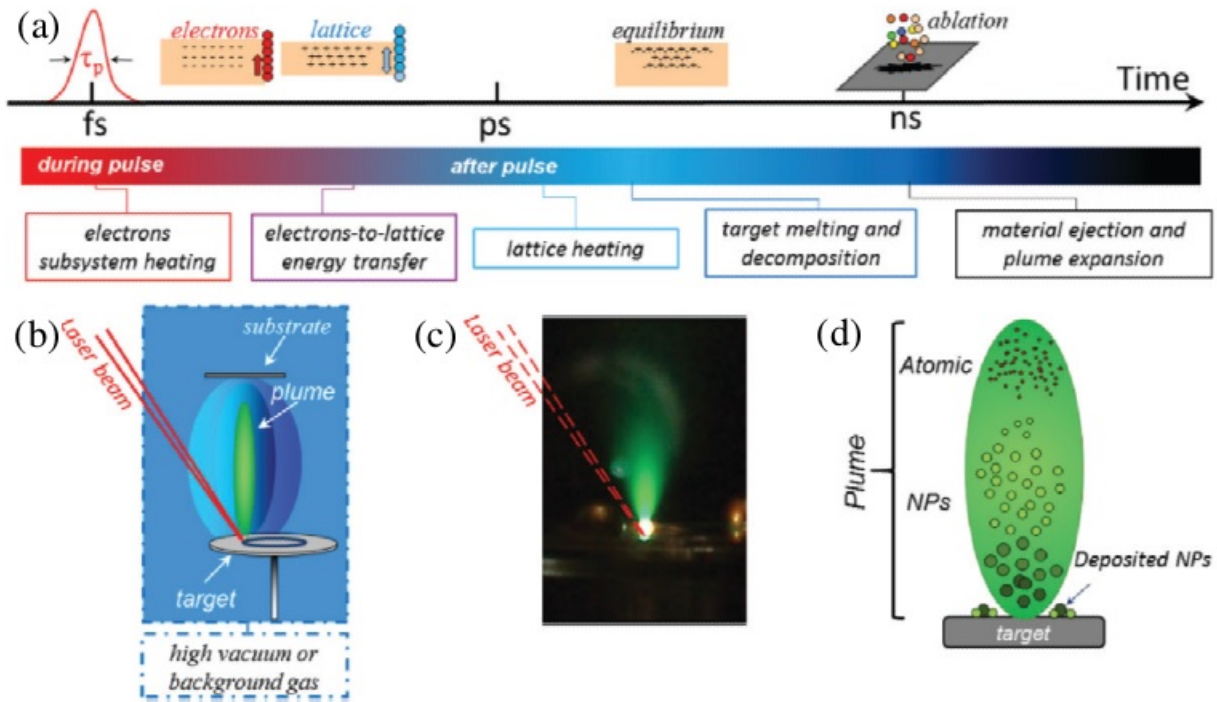 (a)
electrons
lattice
equilibrium
ablation
τp
Time
fs
ps
ns
during pulse
after pulse
electrons
subsystem heating
electrons-to-lattice
energy transfer
lattice heating
target melting and
decomposition
material ejection and
plume expansion
(b)
Laser beam
substrate
plume
target
high vacuum or
background gas
(c)
Laser beam
(d)
Plume
Atomic
NPs
Deposited NPs
target